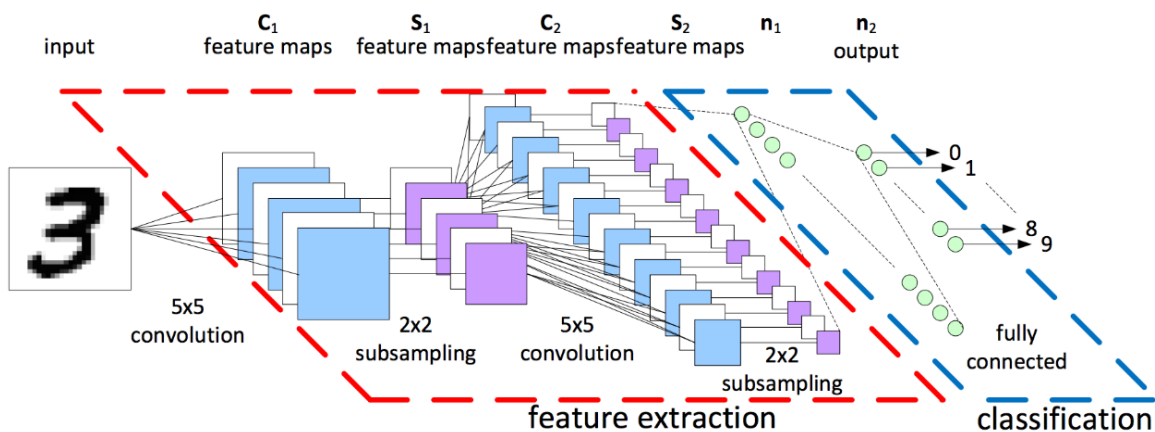 input
C₁
feature maps
S₁
feature maps
C₂
feature maps
S₂
feature maps
n₁
n₂
output
3
0
1
8
9
5x5
convolution
2x2
subsampling
5x5
convolution
2x2
subsampling
fully
connected
feature extraction
classification